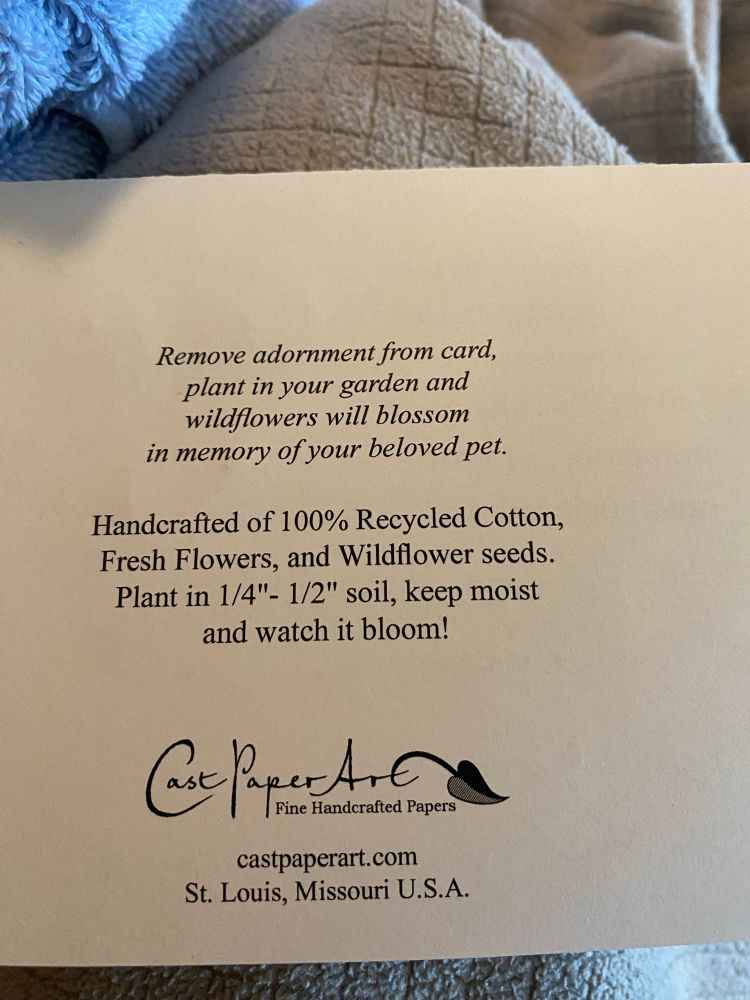 Remove adornment from card,
plant in your garden and
wildflowers will blossom
in memory of your beloved pet.
Handcrafted of 100% Recycled Cotton,
Fresh Flowers, and Wildflower seeds.
Plant in 1/4"- 1/2" soil, keep moist
and watch it bloom!
Cast Paper Art
Fine Handcrafted Papers
castpaperart.com
St. Louis, Missouri U.S.A.